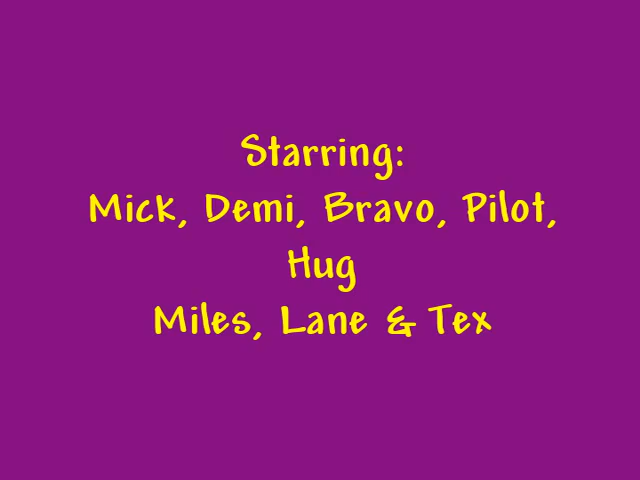 Starring:
Mick, Demi, Bravo, Pilot,
Hug
Miles, Lane & Tex